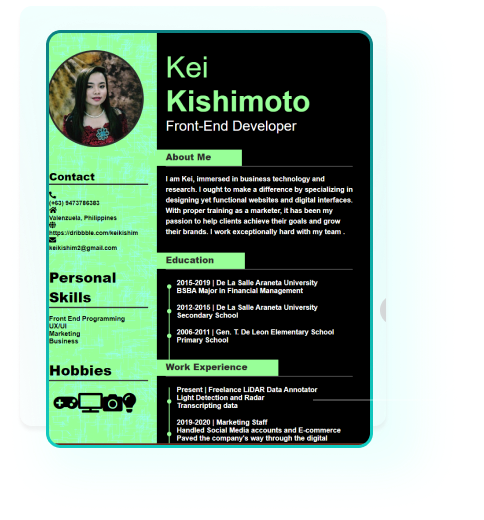 Kei
Kishimoto
Front-End Developer
Contact
(+63) 9473786383
Valenzuela, Philippines
https://dribbble.com/keikishim
keikishim2@gmail.com
Personal
Skills
Front End Programming
UX/UI
Marketing
Business
Hobbies
About Me
I am Kei, immersed in business technology and
research. I ought to make a difference by specializing in
designing yet functional websites and digital interfaces.
With proper training as a marketer, it has been my
passion to help clients achieve their goals and grow
their brands. I work exceptionally hard with my team .
Education
2015-2019 | De La Salle Araneta University
BSBA Major in Financial Management
2012-2015 | De La Salle Araneta University
Secondary School
2006-2011 | Gen. T. De Leon Elementary School
Primary School
Work Experience
Present | Freelance LiDAR Data Annotator
Light Detection and Radar
Transcripting data
2019-2020 | Marketing Staff
Handled Social Media accounts and E-commerce
Paved the company's way through the digital